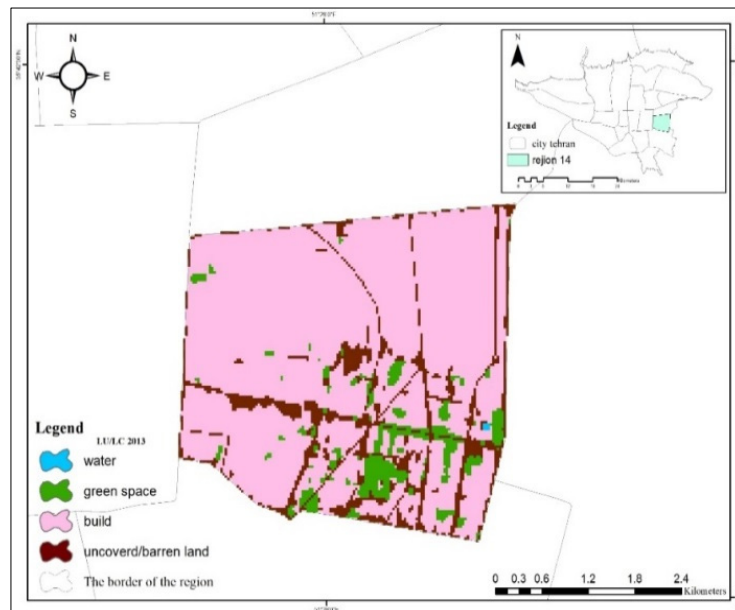 N
W
E
S
N
Legend
city tehran
rejion 14
Legend
LU/LC 2013
water
green space
build
uncoverd/barren land
The border of the region
0 0.3 0.6 1.2 1.8 2.4
Kilometers